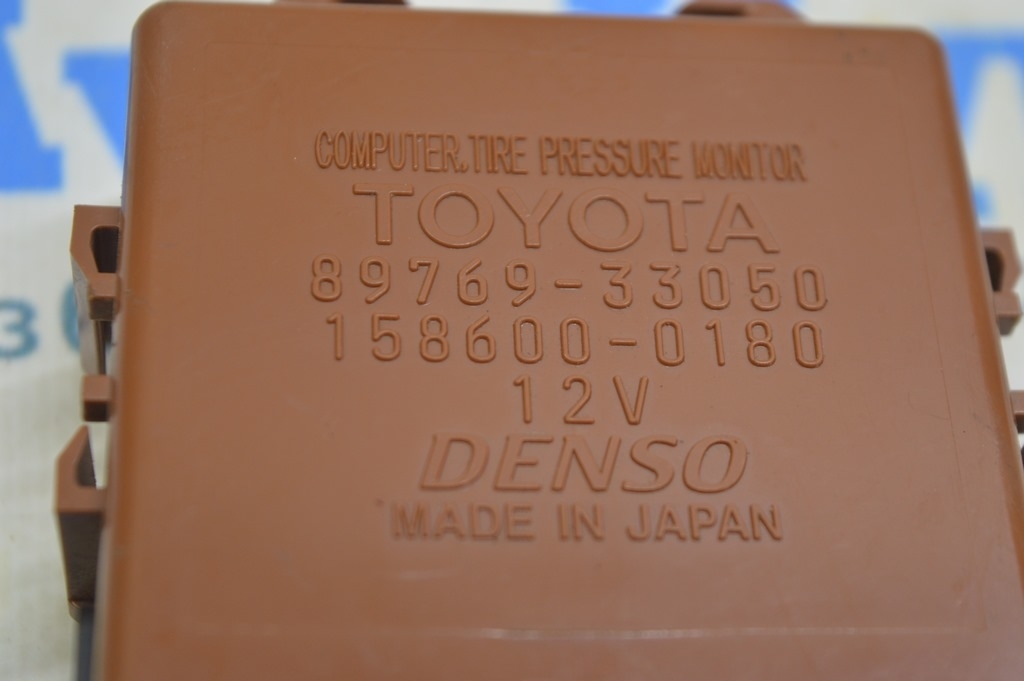 COMPUTER.TIRE PRESSURE MONITOR
TOYOTA
89769-33050
158600-0180
12V
DENSO
MADE IN JAPAN